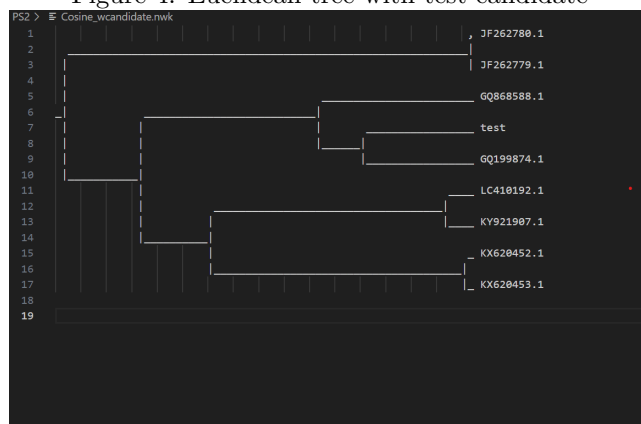 Figure 4: Euclidean tree with test candidate
PS2 > Cosine_wcandidate.nwk
1 , JF262780.1
2
3 JF262779.1
4
5 GQ868588.1
6
7 test
8
9 GQ199874.1
10
11 LC410192.1
12
13 KY921907.1
14
15 KX620452.1
16
17 KX620453.1
18
19